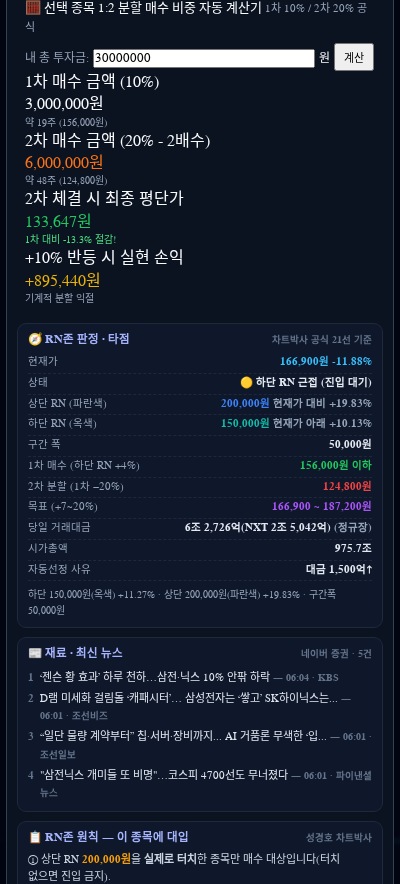 🧮 선택 종목 1:2 분할 매수 비중 자동 계산기 1차 10% / 2차 20% 공
식
내 총 투자금: 30000000 원 계산
1차 매수 금액 (10%)
3,000,000원
약 19주 (156,000원)
2차 매수 금액 (20% - 2배수)
6,000,000원
약 48주 (124,800원)
2차 체결 시 최종 평단가
133,647원
1차 대비 -13.3% 절감!
+10% 반등 시 실현 손익
+895,440원
기계적 분할 익절
🧭 RN존 판정 · 타점 차트박사 공식 21선 기준
현재가 166,900원 -11.88%
상태 🟡 하단 RN 근접 (진입 대기)
상단 RN (파란색) 200,000원 현재가 대비 +19.83%
하단 RN (옥색) 150,000원 현재가 아래 +10.13%
구간 폭 50,000원
1차 매수 (하단 RN +4%) 156,000원 이하
2차 분할 (1차 −20%) 124,800원
목표 (+7~20%) 166,900 ~ 187,200원
당일 거래대금 6조 2,726억(NXT 2조 5,042억) (정규장)
시가총액 975.7조
자동선정 사유 대금 1,500억↑
하단 150,000원(옥색) +11.27% · 상단 200,000원(파란색) +19.83% · 구간폭
50,000원
📰 재료 · 최신 뉴스 네이버 증권 · 5건
1 ‘젠슨 황 효과’ 하루 천하…삼전·닉스 10% 안팎 하락 — 06:04 · KBS
2 D램 미세화 걸림돌 ‘캐패시터’… 삼성전자는 ‘쌓고’ SK하이닉스는... —
06:01 · 조선비즈
3 “일단 물량 계약부터” 칩·서버·장비까지... AI 거품론 무색한 ‘입... — 06:01 ·
조선일보
4 "삼전닉스 개미들 또 비명"…코스피 4700선도 무너졌다 — 06:01 · 파이낸셜
뉴스
📋 RN존 원칙 — 이 종목에 대입 성경호 차트박사
ⓘ 상단 RN 200,000원을 실제로 터치한 종목만 매수 대상입니다(터치
없으면 진입 금지).